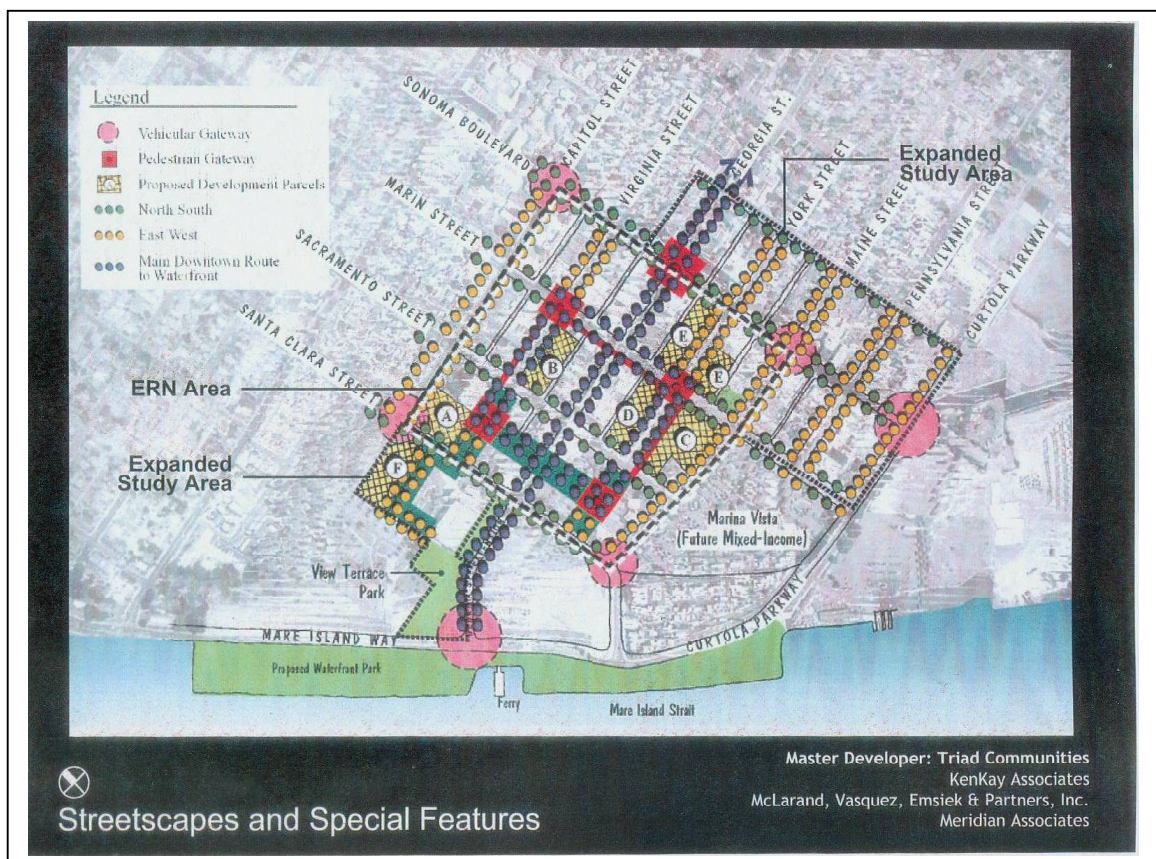 Legend
Vehicular Gateway
Pedestrian Gateway
Proposed Development Parcels
North South
East West
Main Downtown Route
to Waterfront
SONOMA BOULEVARD
CAPITOL STREET
VIRGINIA STREET
GEORGIA ST.
YORK STREET
MAINE STREET
PENNSYLVANIA STREET
CURTOLA PARKWAY
Expanded
Study Area
MARIN STREET
SACRAMENTO STREET
SANTA CLARA STREET
ERN Area
Expanded
Study Area
A
B
C
D
E
E
F
Marina Vista
(Future Mixed-Income)
View Terrace
Park
MARE ISLAND WAY
CURTOLA PARKWAY
Proposed Waterfront Park
Ferry
Mare Island Strait
Master Developer: Triad Communities
KenKay Associates
McLarand, Vasquez, Emsiek & Partners, Inc.
Meridian Associates
Streetscapes and Special Features